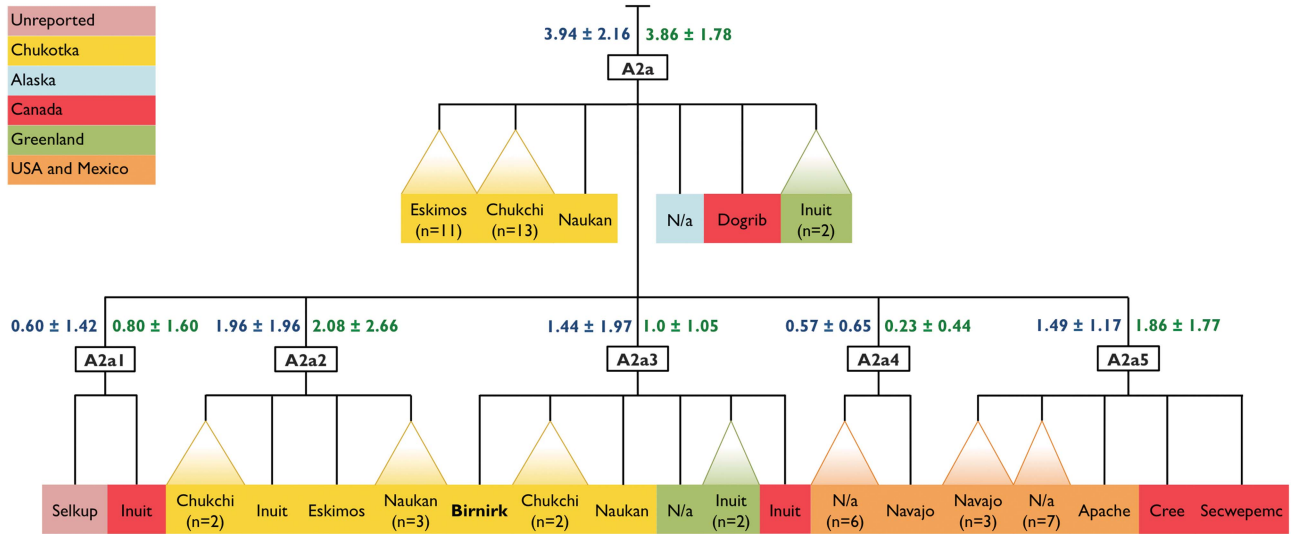 Unreported
Chukotka
Alaska
Canada
Greenland
USA and Mexico
3.94 ± 2.16 3.86 ± 1.78
A2a
Eskimos (n=11)
Chukchi (n=13)
Naukan
N/a
Dogrib
Inuit (n=2)
0.60 ± 1.42 0.80 ± 1.60 1.96 ± 1.96 2.08 ± 2.66 1.44 ± 1.97 1.0 ± 1.05 0.57 ± 0.65 0.23 ± 0.44 1.49 ± 1.17 1.86 ± 1.77
A2a1 A2a2 A2a3 A2a4 A2a5
Selkup
Inuit
Chukchi (n=2)
Inuit
Eskimos
Naukan (n=3)
Birnirk
Chukchi (n=2)
Naukan
N/a
Inuit (n=2)
Inuit
N/a (n=6)
Navajo
Navajo (n=3)
N/a (n=7)
Apache
Cree
Secwepemc